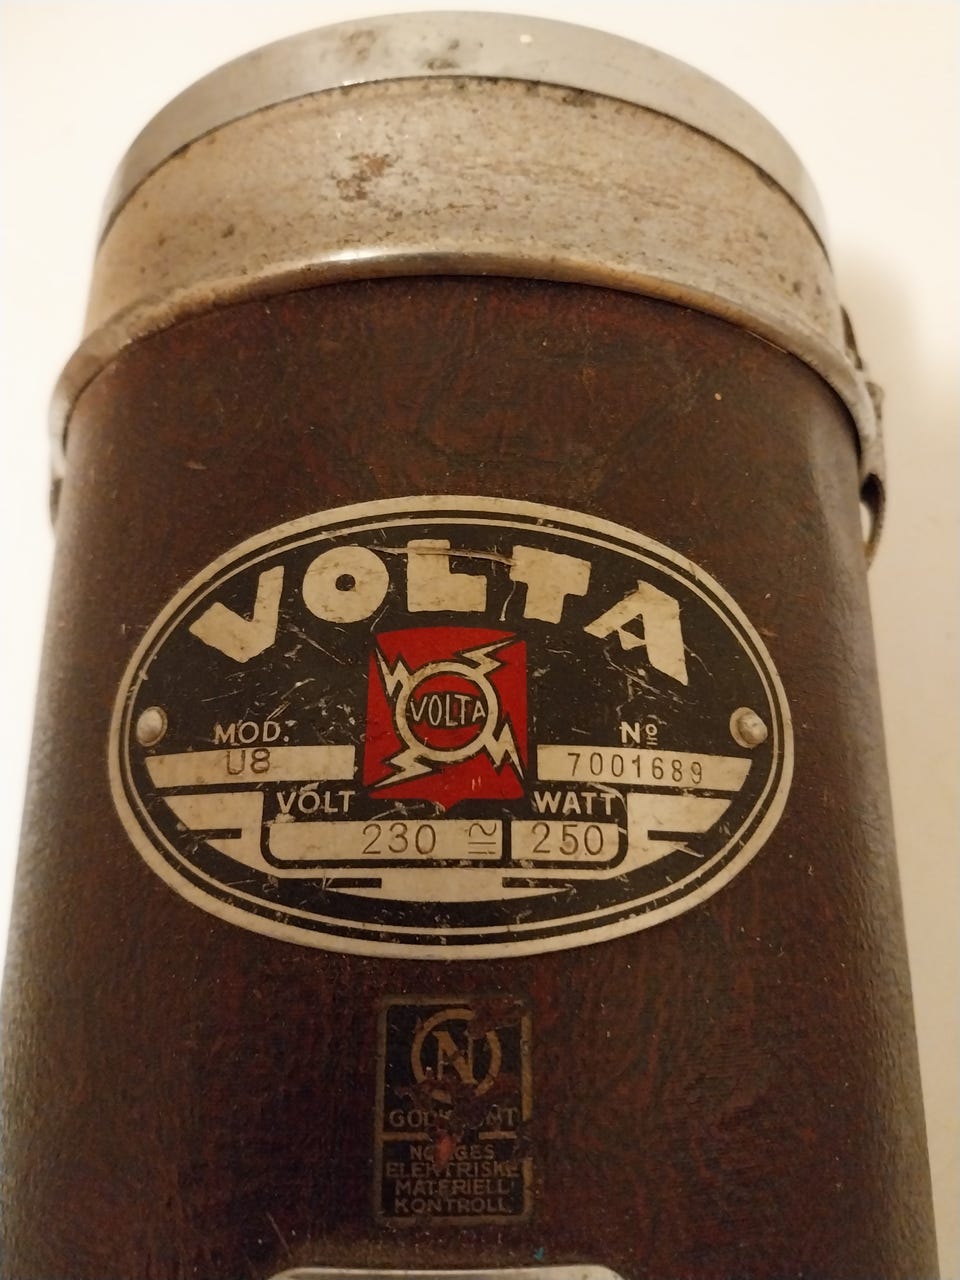 VOLTA
VOLTA
MOD. Nº
U8 7001689
VOLT WATT
230 ≅ 250
N
GODKJENT
NORGES
ELEKTRISKE
MATERIELL
KONTROLL